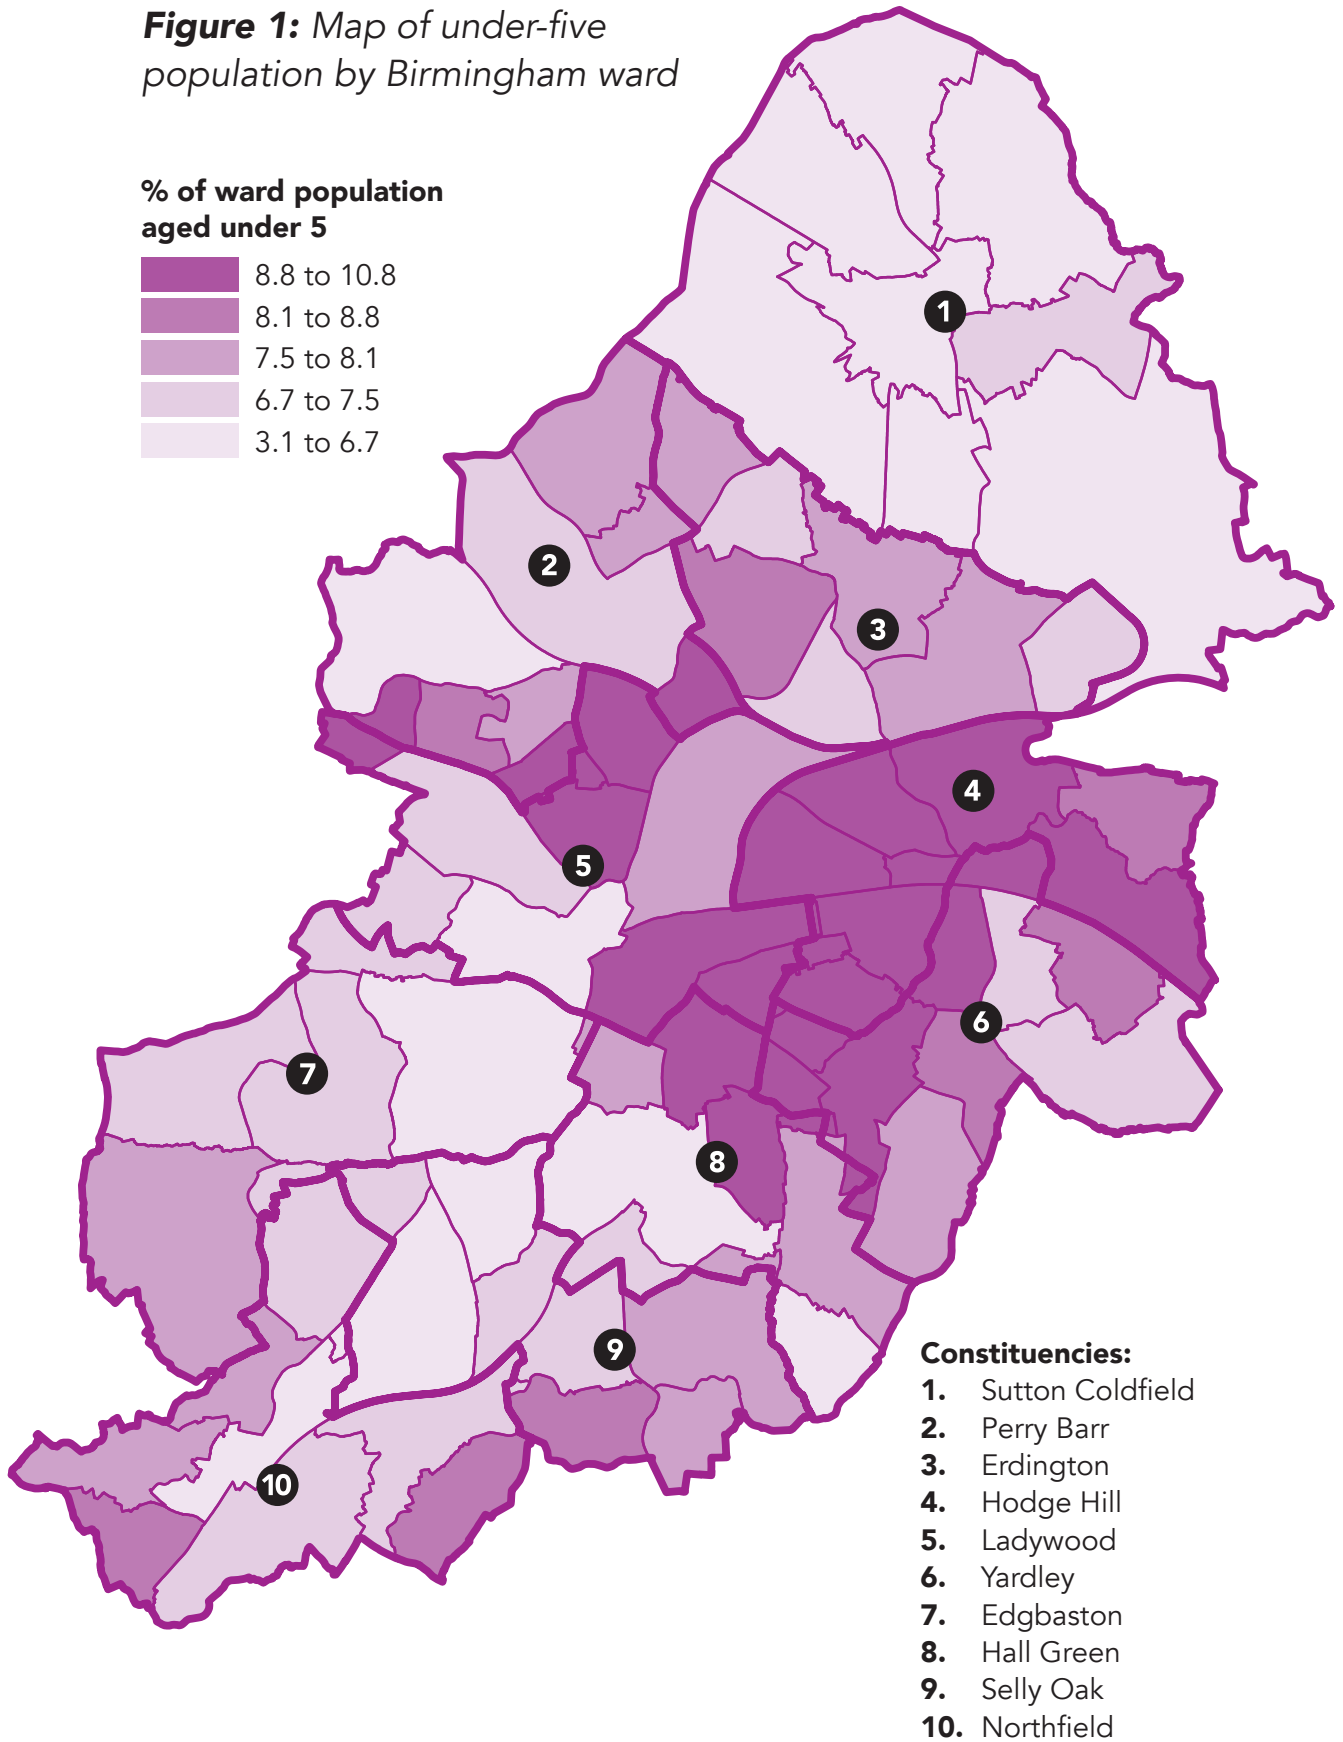 Figure 1: Map of under-five
population by Birmingham ward
% of ward population
aged under 5
8.8 to 10.8
8.1 to 8.8
7.5 to 8.1
6.7 to 7.5
3.1 to 6.7
1
2
3
4
5
6
7
8
9
10
Constituencies:
1. Sutton Coldfield
2. Perry Barr
3. Erdington
4. Hodge Hill
5. Ladywood
6. Yardley
7. Edgbaston
8. Hall Green
9. Selly Oak
10. Northfield